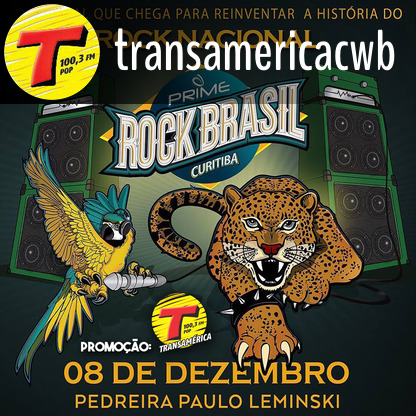 QUE CHEGA PARA REINVENTAR A HISTÓRIA DO
ROCK NACIONAL
T
100,3 FM
POP
transamericacwb
PRIME
ROCK BRASIL
CURITIBA
PROMOÇÃO:
T
100,3 FM
POP
TRANSAMÉRICA
08 DE DEZEMBRO
PEDREIRA PAULO LEMINSKI